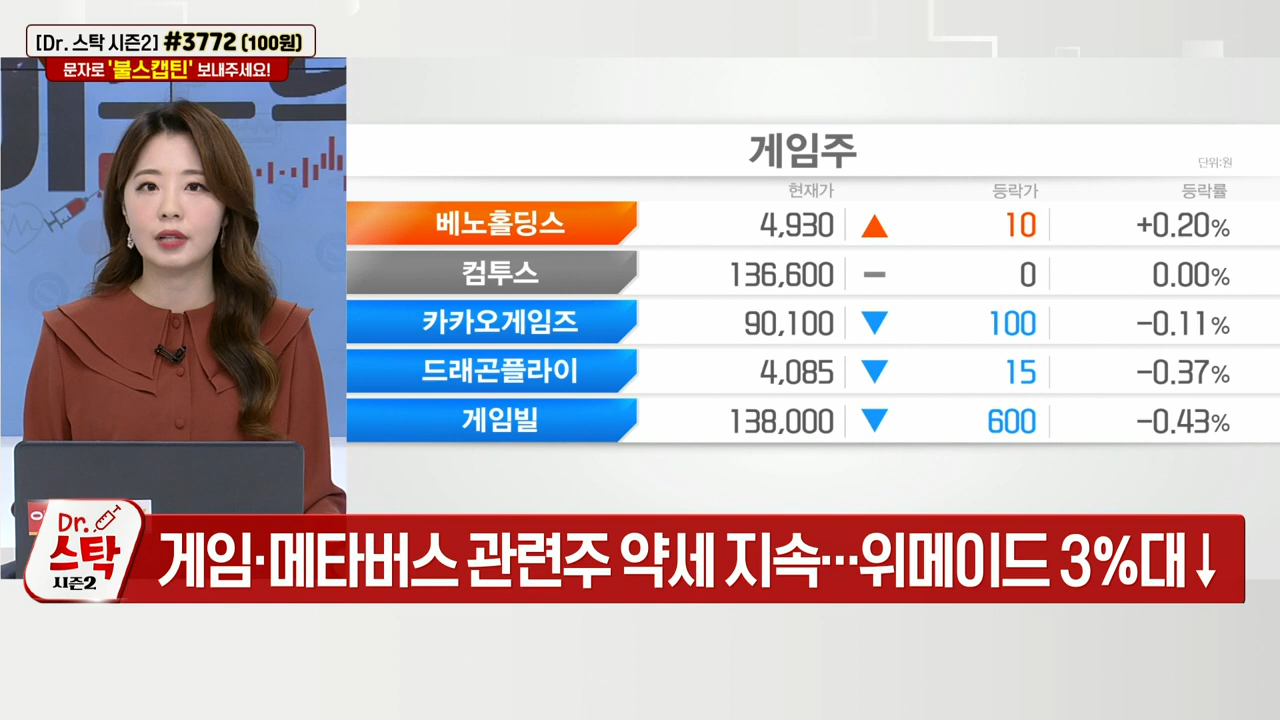 [Dr. 스탁 시즌2] #3772 (100원)
문자로 '불스캡틴' 보내주세요!
게임주
단위:원
현재가 등락가 등락률
베노홀딩스 4,930 ▲ 10 +0.20%
컴투스 136,600 - 0 0.00%
카카오게임즈 90,100 ▼ 100 -0.11%
드래곤플라이 4,085 ▼ 15 -0.37%
게임빌 138,000 ▼ 600 -0.43%
Dr.
스탁
시즌2
게임·메타버스 관련주 약세 지속…위메이드 3%대↓